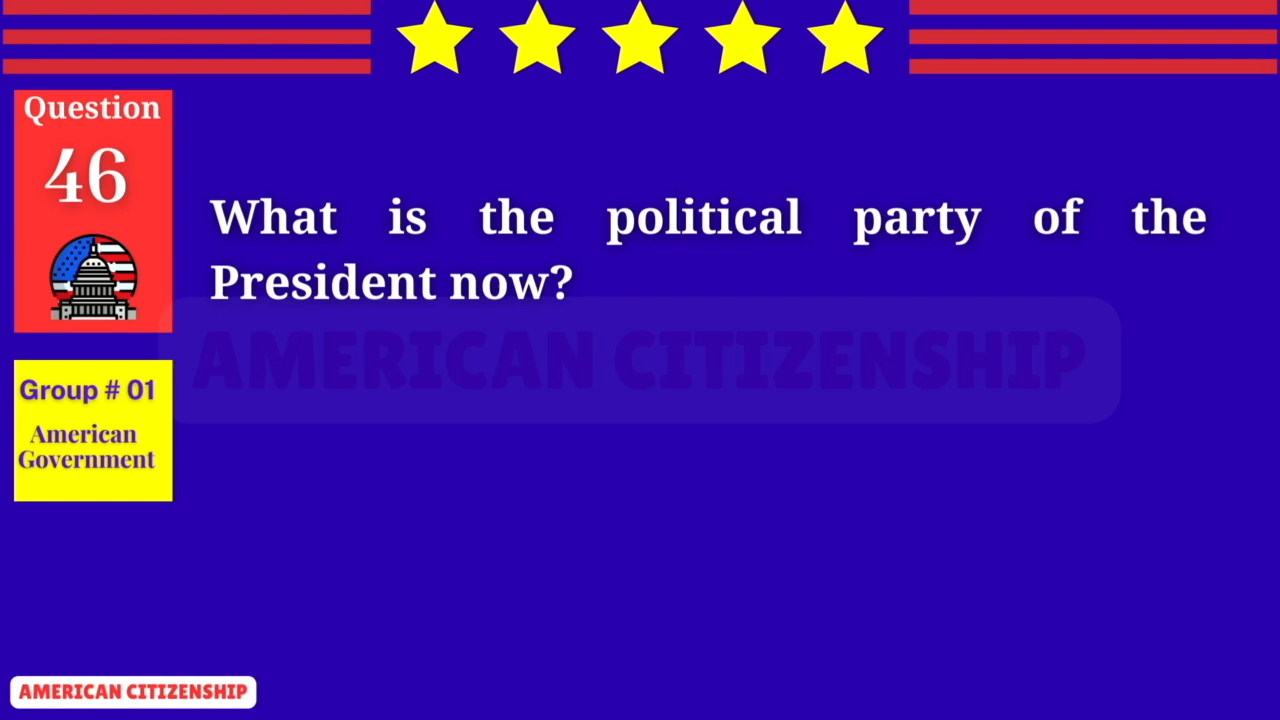 Question
46
What is the political party of the
President now?
AMERICAN CITIZENSHIP
Group # 01
American
Government
AMERICAN CITIZENSHIP